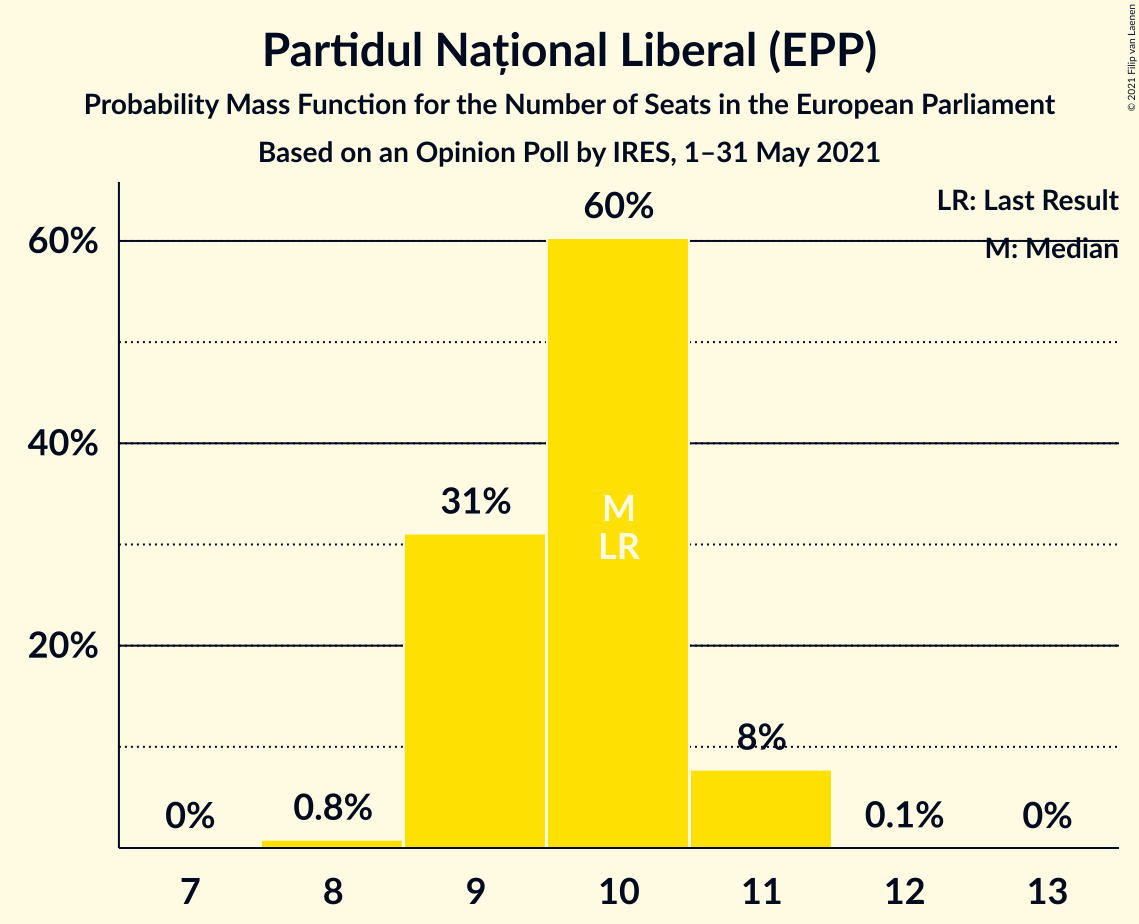 Partidul Național Liberal (EPP)
Probability Mass Function for the Number of Seats in the European Parliament
Based on an Opinion Poll by IRES, 1–31 May 2021
© 2021 Filip van Laenen
LR: Last Result
M: Median
60%
40%
20%
0%
0.8%
31%
60%
M
LR
8%
0.1%
0%
7 8 9 10 11 12 13